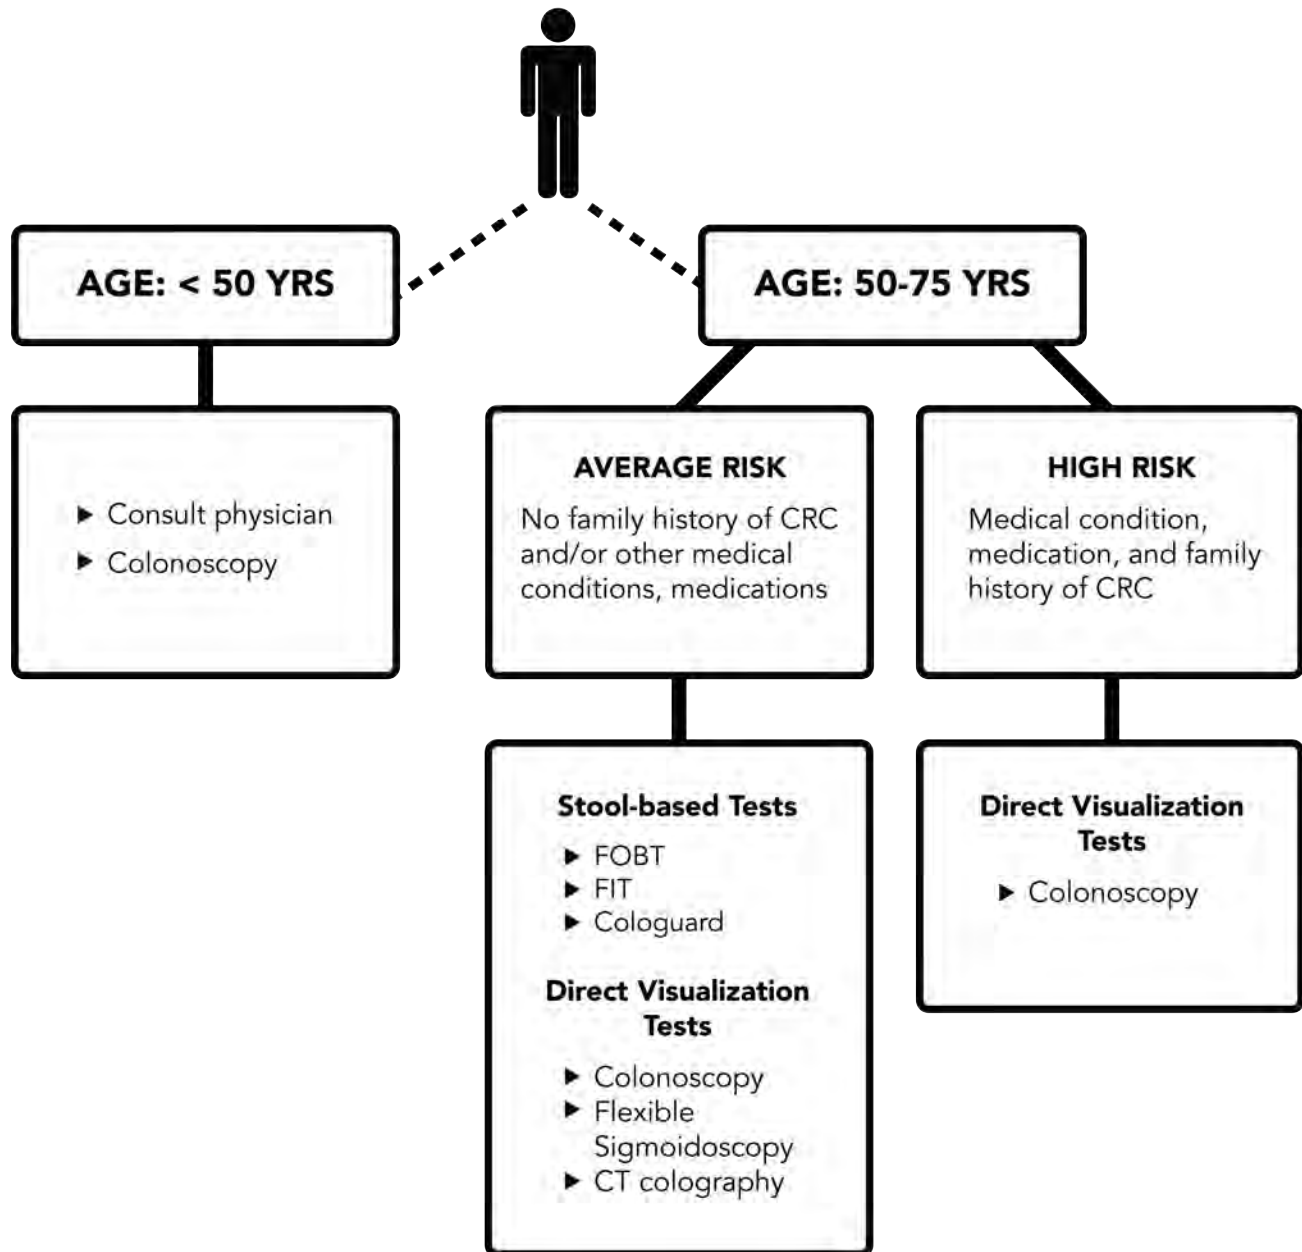 AGE: < 50 YRS
AGE: 50-75 YRS
▶ Consult physician
▶ Colonoscopy
AVERAGE RISK
No family history of CRC
and/or other medical
conditions, medications
HIGH RISK
Medical condition,
medication, and family
history of CRC
Stool-based Tests
▶ FOBT
▶ FIT
▶ Cologuard
Direct Visualization
Tests
▶ Colonoscopy
▶ Flexible
Sigmoidoscopy
▶ CT colography
Direct Visualization
Tests
▶ Colonoscopy